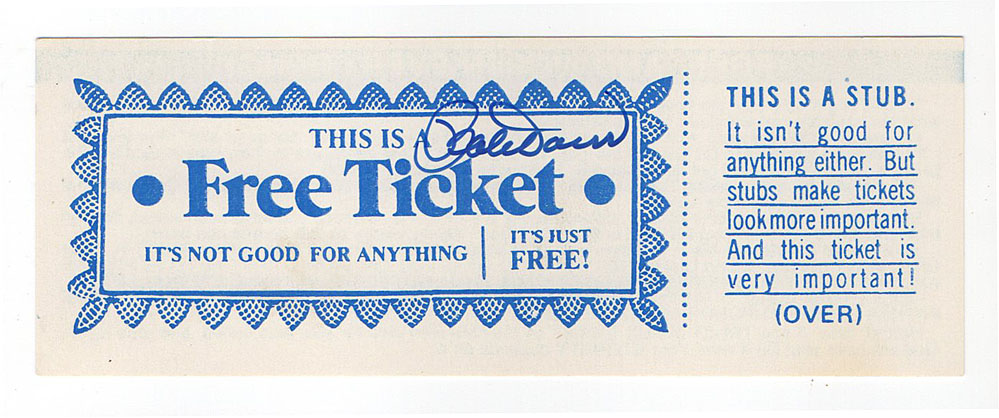 THIS IS A
Free Ticket
IT'S NOT GOOD FOR ANYTHING
IT'S JUST
FREE!
THIS IS A STUB.
It isn't good for
anything either. But
stubs make tickets
look more important.
And this ticket is
very important!
(OVER)